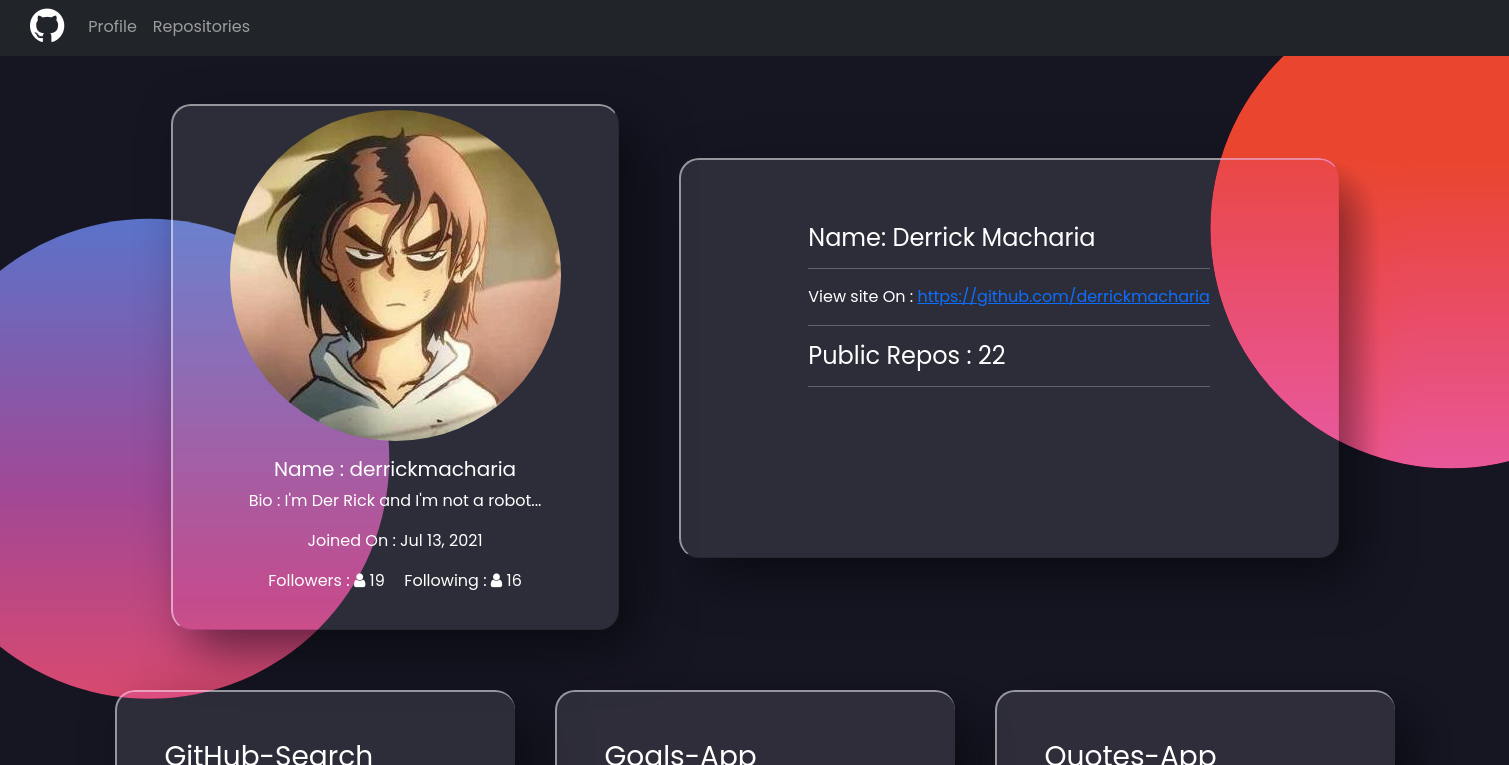 Profile Repositories
Name : derrickmacharia
Bio : I'm Der Rick and I'm not a robot...
Joined On : Jul 13, 2021
Followers : 19 Following : 16
Name: Derrick Macharia
View site On : https://github.com/derrickmacharia
Public Repos : 22
GitHub-Search
Goals-App
Quotes-App